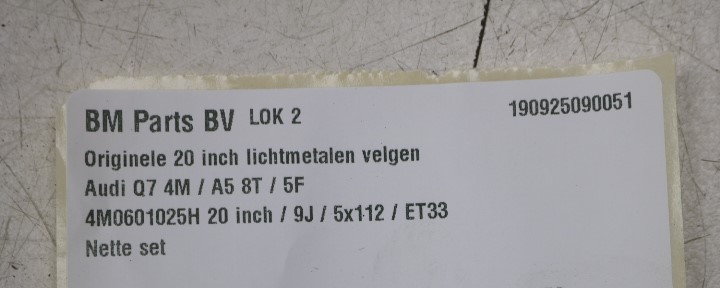 BM Parts BV LOK 2 190925090051
Originele 20 inch lichtmetalen velgen
Audi Q7 4M / A5 8T / 5F
4M0601025H 20 inch / 9J / 5x112 / ET33
Nette set